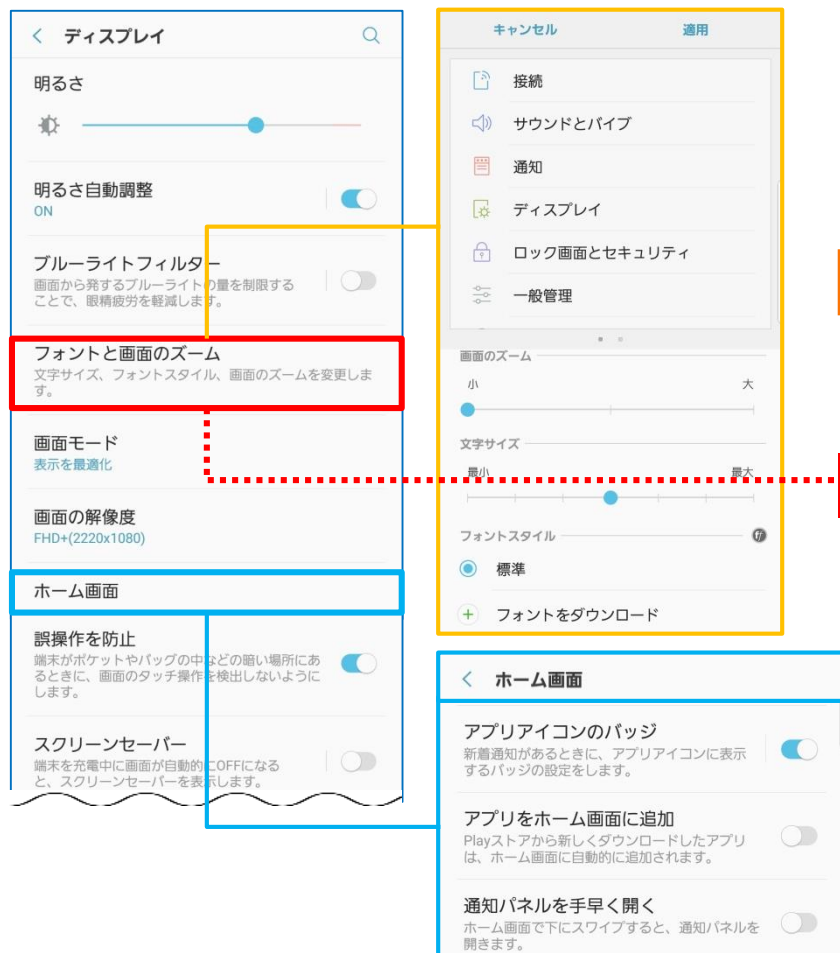 ディスプレイ
明るさ
明るさ自動調整
ON
ブルーライトフィルター
画面から発するブルーライトの量を制限する
ことで、眼精疲労を軽減します。
フォントと画面のズーム
文字サイズ、フォントスタイル、画面のズームを変更しま
す。
画面モード
表示を最適化
画面の解像度
FHD+(2220x1080)
ホーム画面
誤操作を防止
端末がポケットやバッグの中などの暗い場所にあ
るときに、画面のタッチ操作を検出しないように
します。
スクリーンセーバー
端末を充電中に画面が自動的にOFFになる
と、スクリーンセーバーを表示します。
キャンセル 適用
接続
サウンドとバイブ
通知
ディスプレイ
ロック画面とセキュリティ
一般管理
画面のズーム
小 大
文字サイズ
最小 最大
フォントスタイル
標準
フォントをダウンロード
ホーム画面
アプリアイコンのバッジ
新着通知があるときに、アプリアイコンに表示
するバッジの設定をします。
アプリをホーム画面に追加
Playストアから新しくダウンロードしたアプリ
は、ホーム画面に自動的に追加されます。
通知パネルを手早く開く
ホーム画面で下にスワイプすると、通知パネルを
開きます。